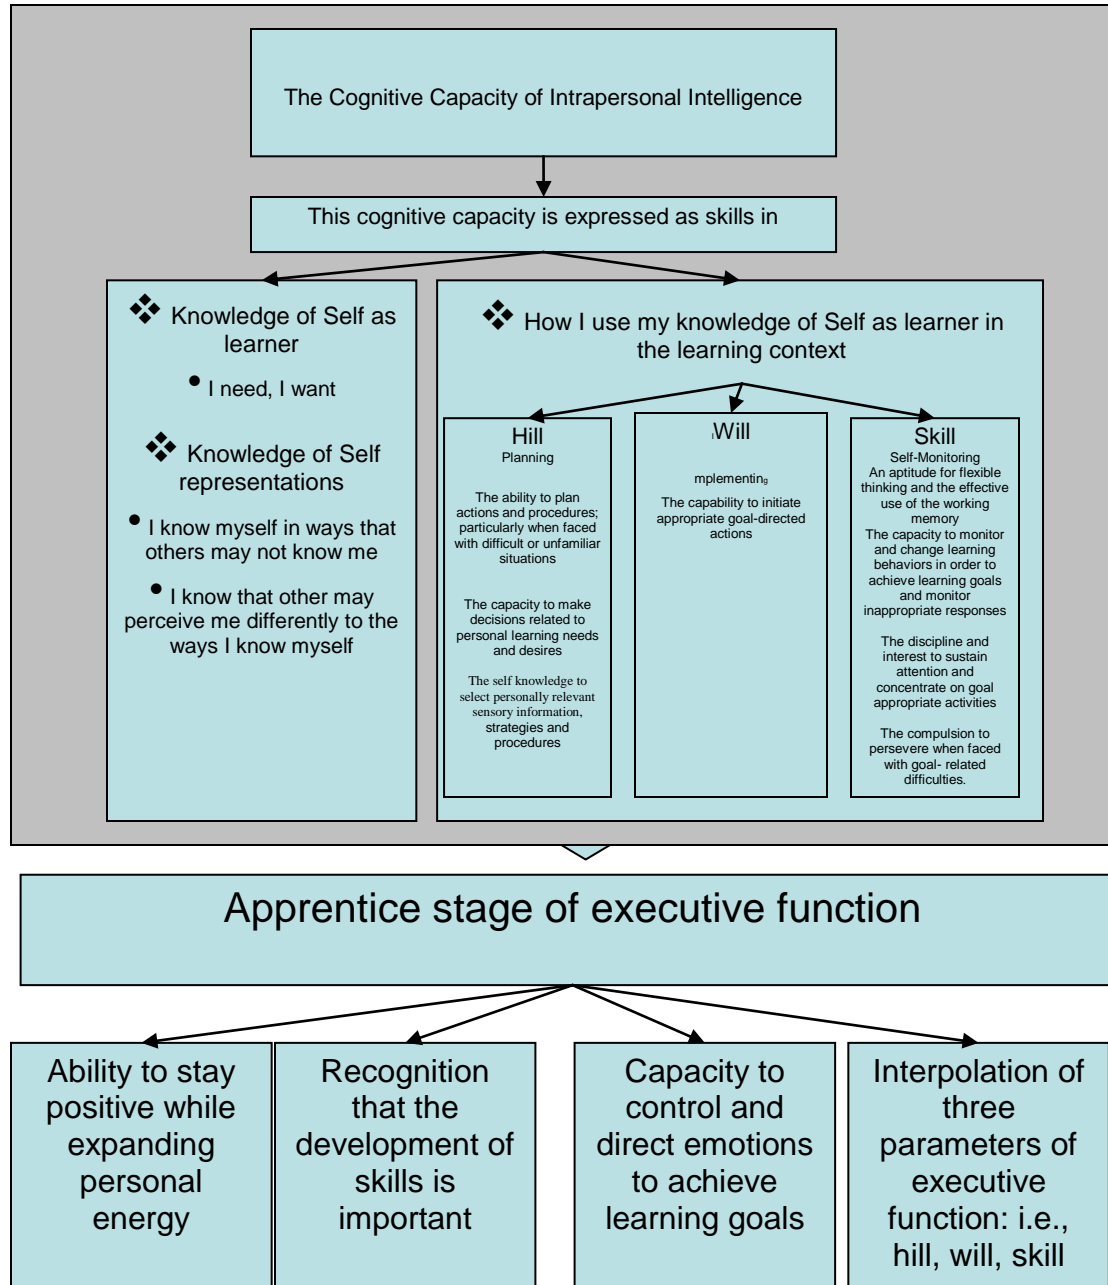 The Cognitive Capacity of Intrapersonal Intelligence
This cognitive capacity is expressed as skills in
❖ Knowledge of Self as
learner
• I need, I want
❖ Knowledge of Self
representations
• I know myself in ways that
others may not know me
• I know that other may
perceive me differently to the
ways I know myself
❖ How I use my knowledge of Self as learner in
the learning context
Hill
Planning
The ability to plan
actions and procedures;
particularly when faced
with difficult or unfamiliar
situations
The capacity to make
decisions related to
personal learning needs
and desires
The self knowledge to
select personally relevant
sensory information,
strategies and
procedures
IWill
mplementing
The capability to initiate
appropriate goal-directed
actions
Skill
Self-Monitoring
An aptitude for flexible
thinking and the effective
use of the working
memory
The capacity to monitor
and change learning
behaviors in order to
achieve learning goals
and monitor
inappropriate responses
The discipline and
interest to sustain
attention and
concentrate on goal
appropriate activities
The compulsion to
persevere when faced
with goal- related
difficulties.
Apprentice stage of executive function
Ability to stay
positive while
expanding
personal
energy
Recognition
that the
development of
skills is
important
Capacity to
control and
direct emotions
to achieve
learning goals
Interpolation of
three
parameters of
executive
function: i.e.,
hill, will, skill